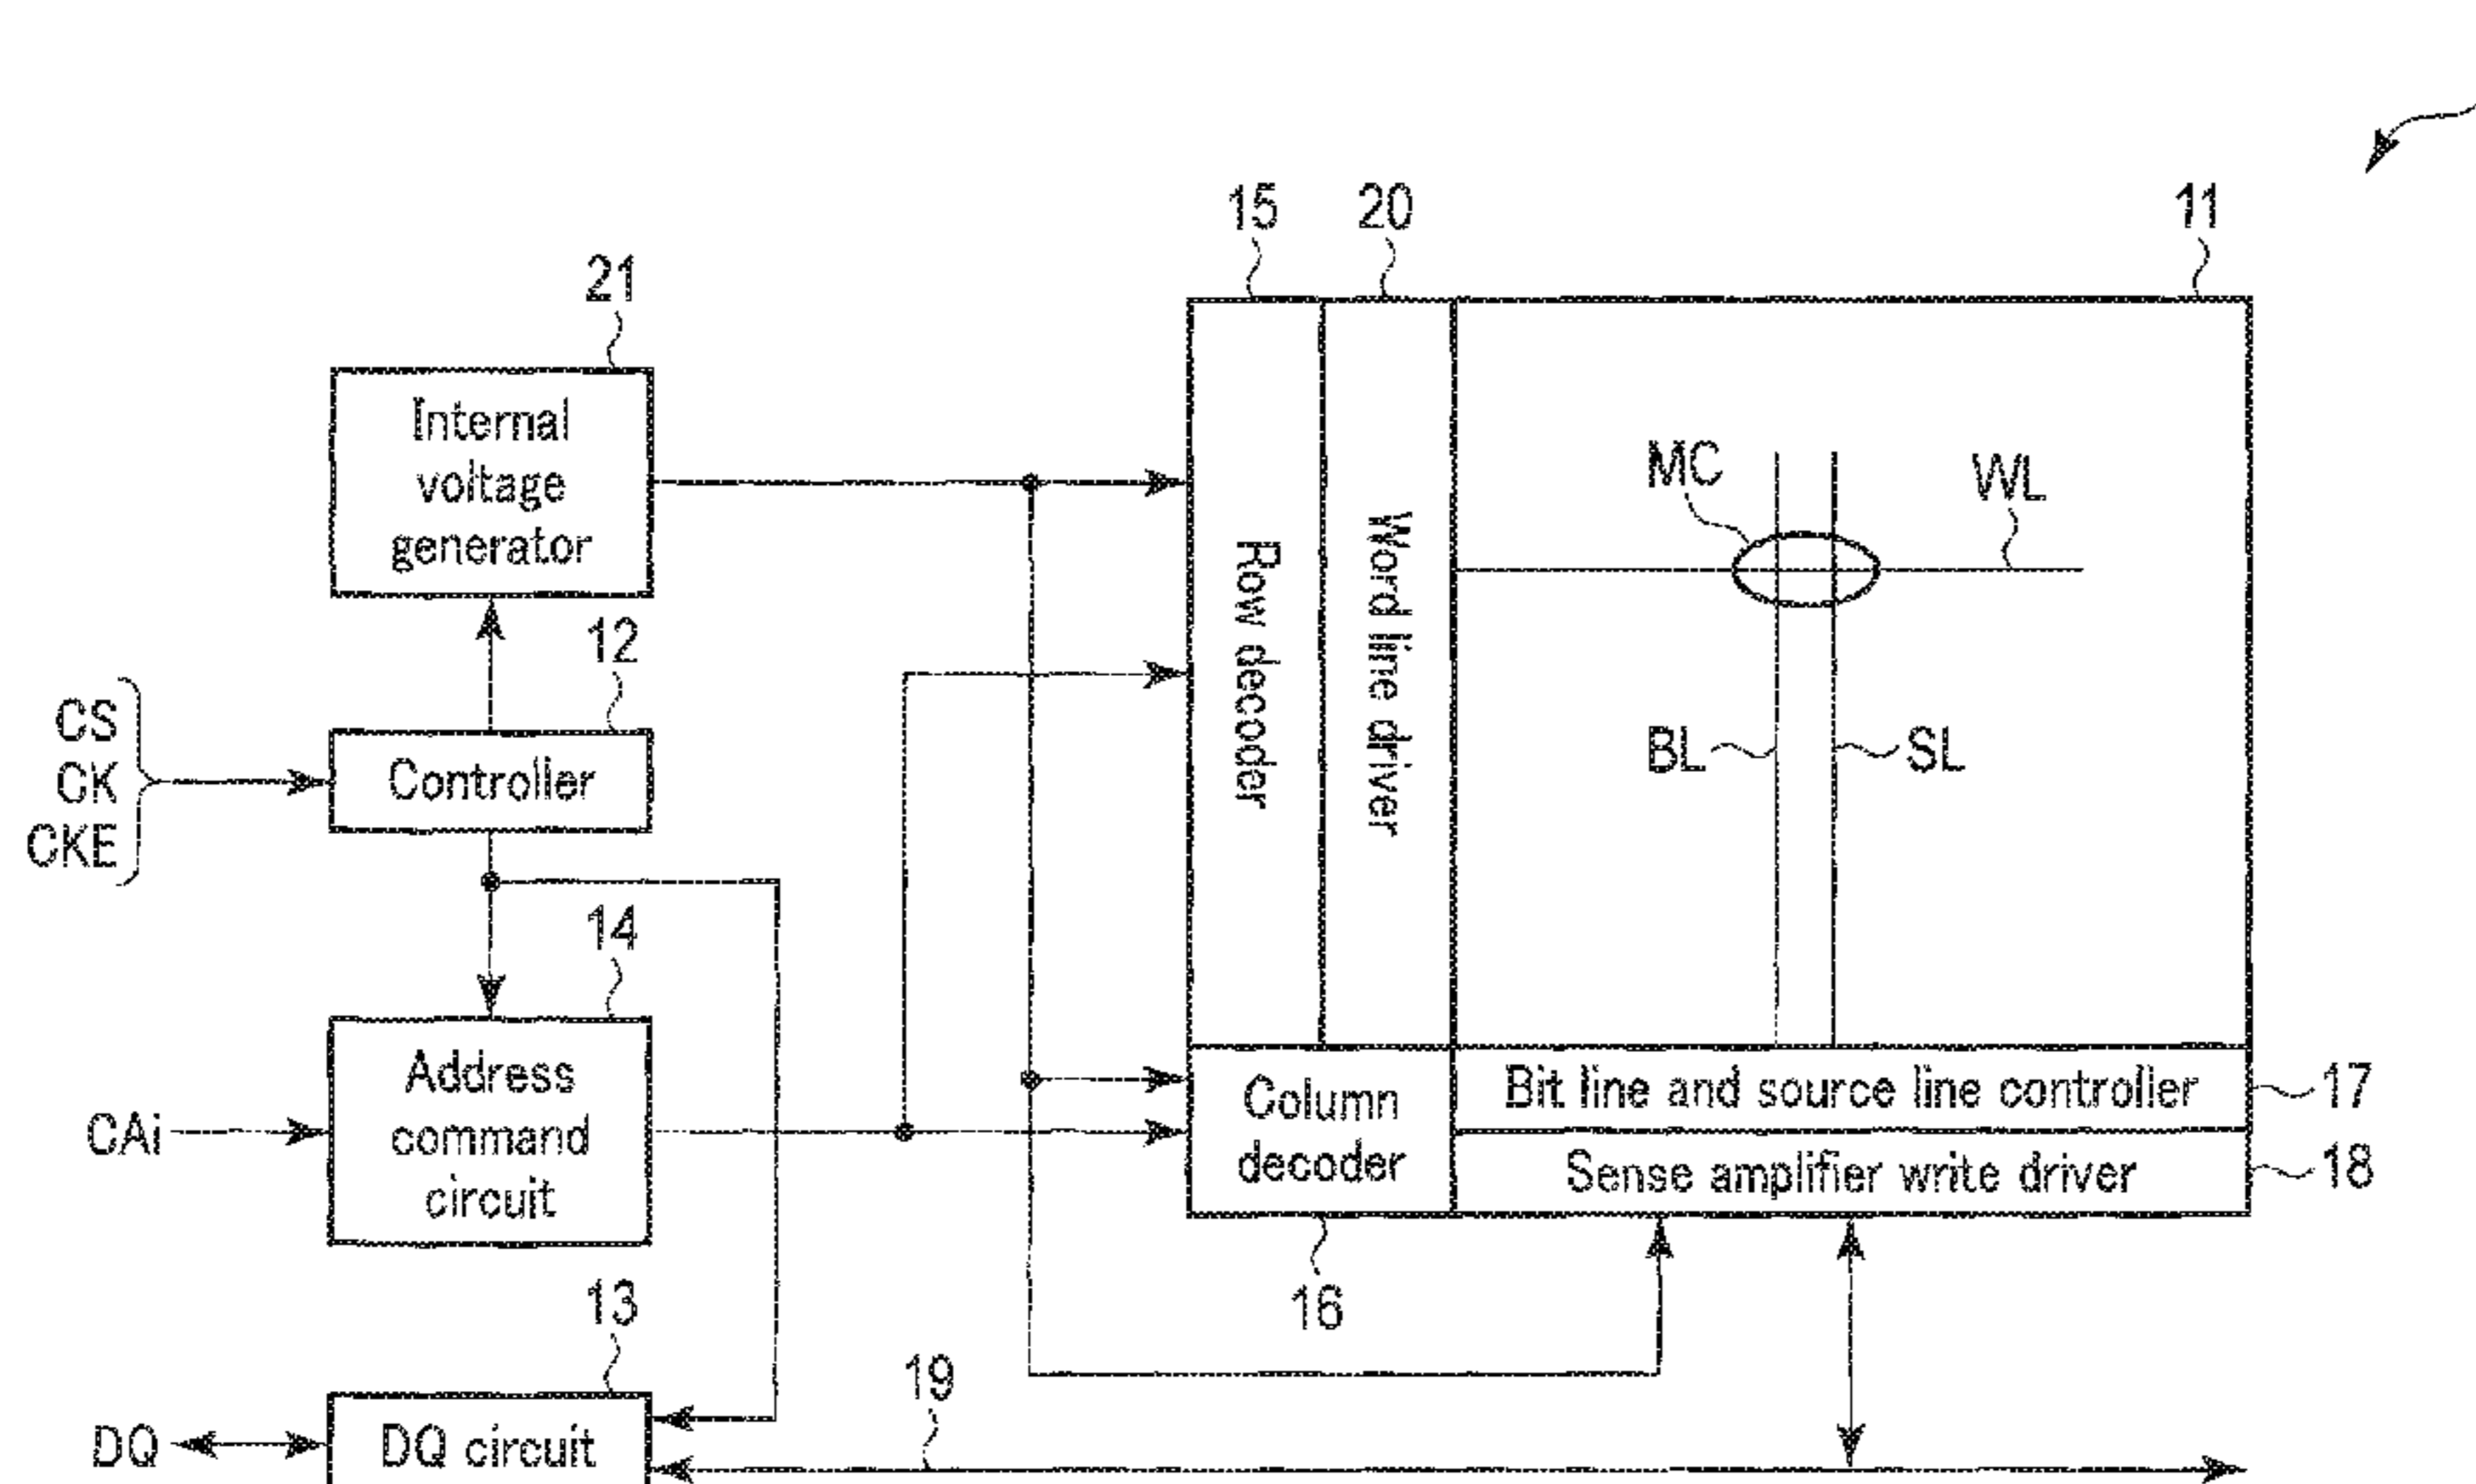 15
20
11
21
Internal
voltage
generator
MC
WL
Row decoder
Word line driver
12
CS
CK
CKE
Controller
BL
SL
14
Address
command
circuit
CAi
Column
decoder
Bit line and source line controller
17
Sense amplifier write driver
18
16
13
19
DQ
DQ circuit